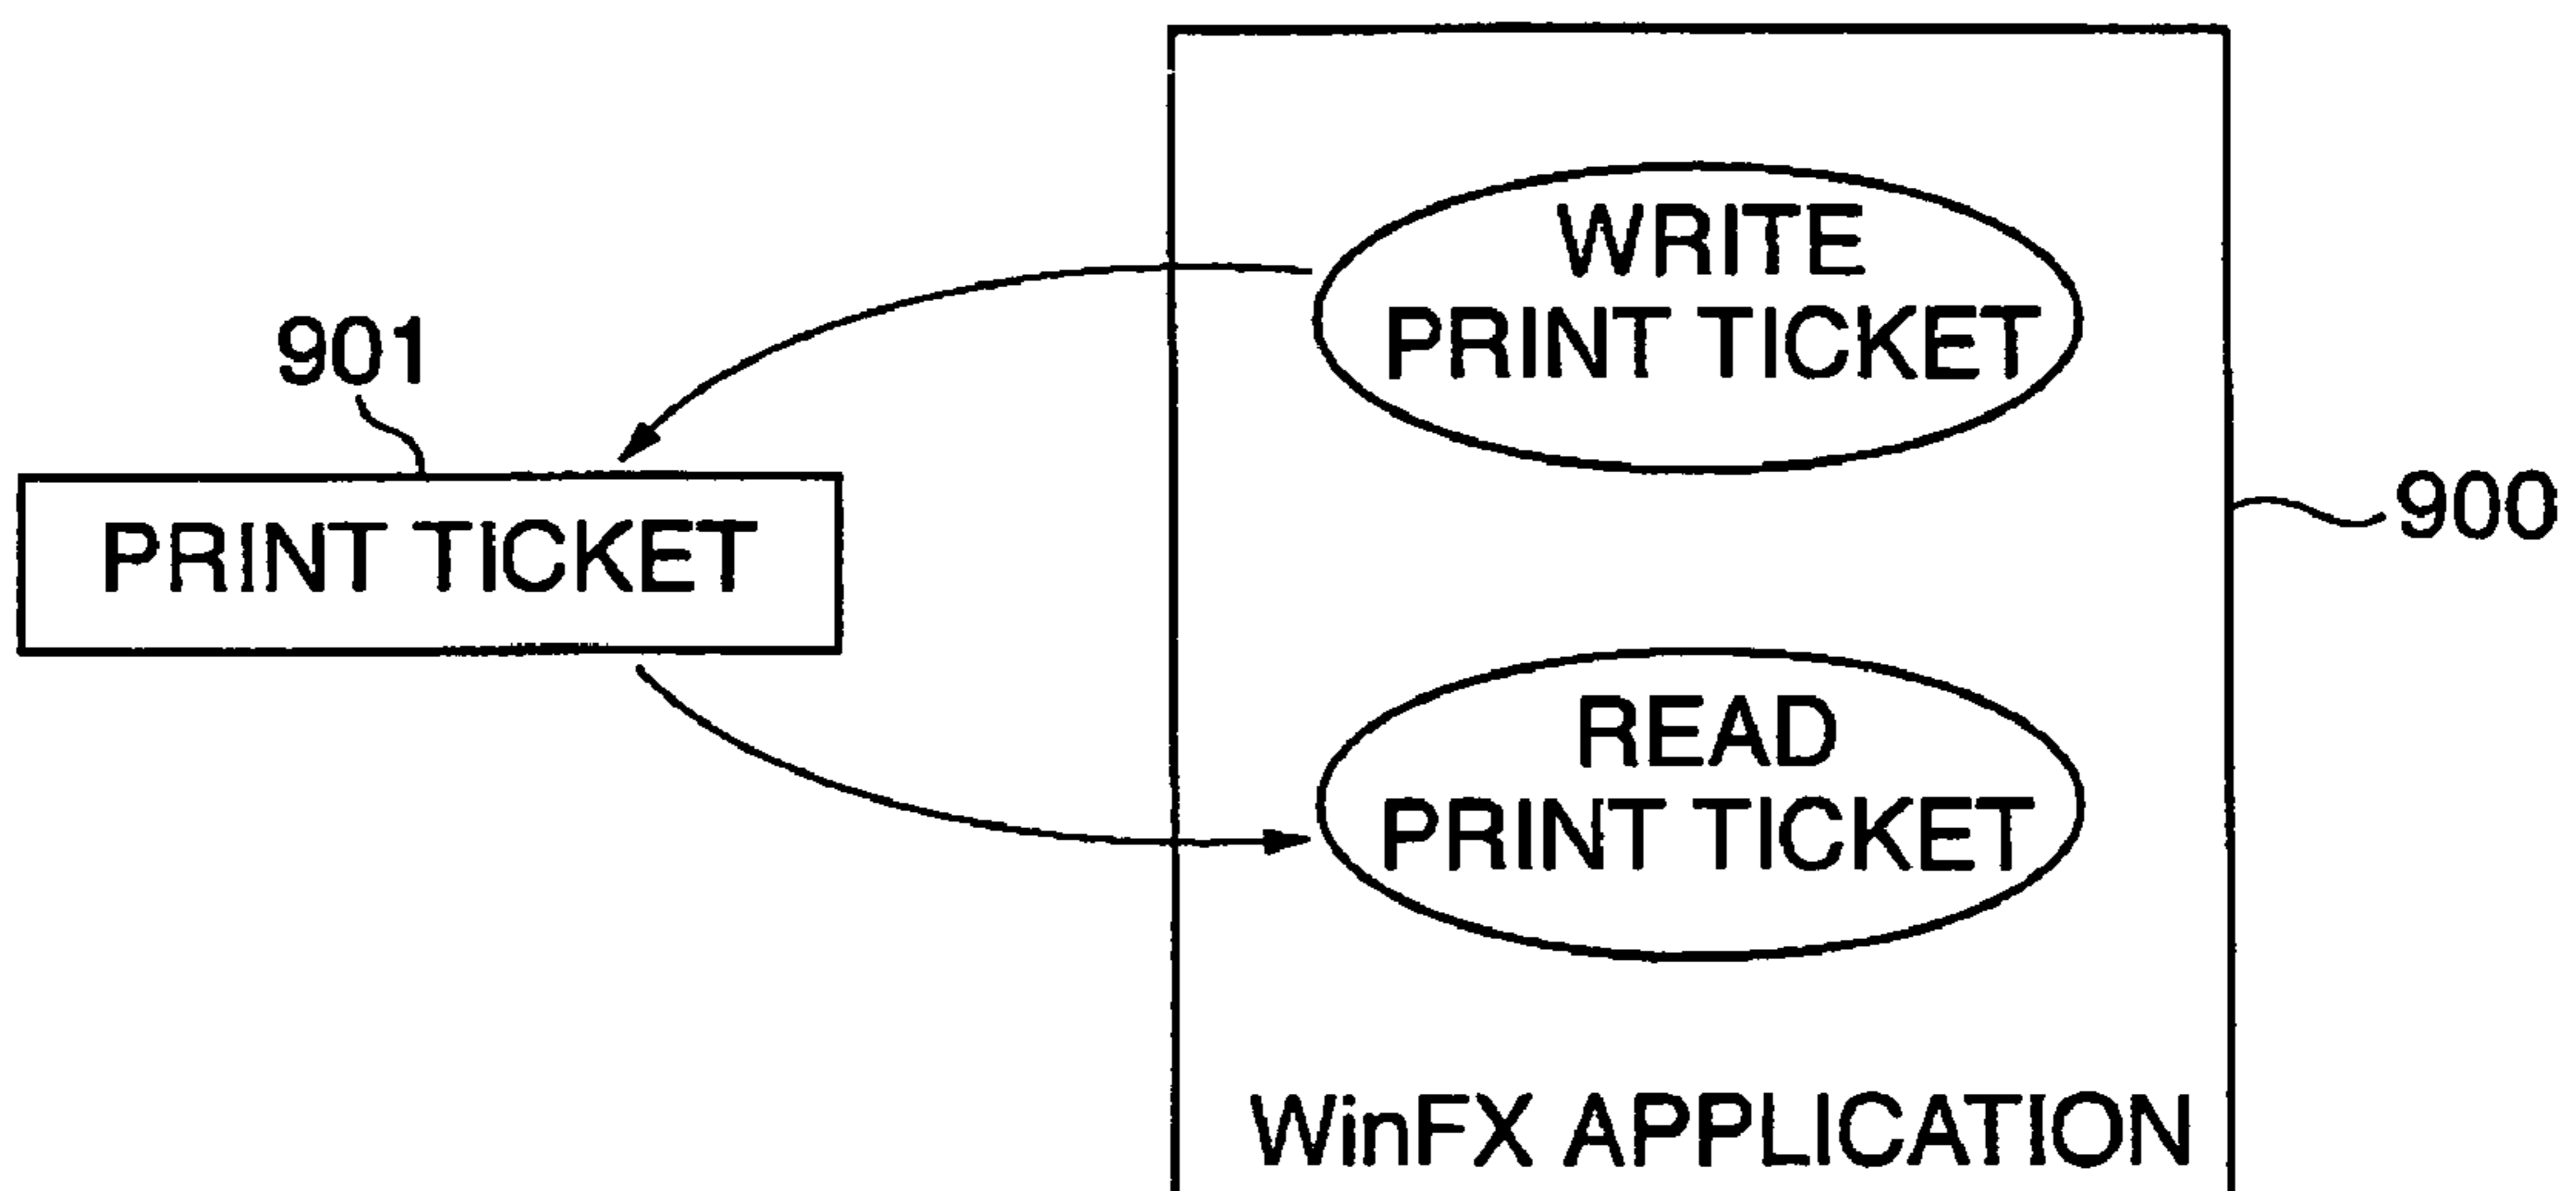 WRITE
PRINT TICKET
901
PRINT TICKET
900
READ
PRINT TICKET
WinFX APPLICATION